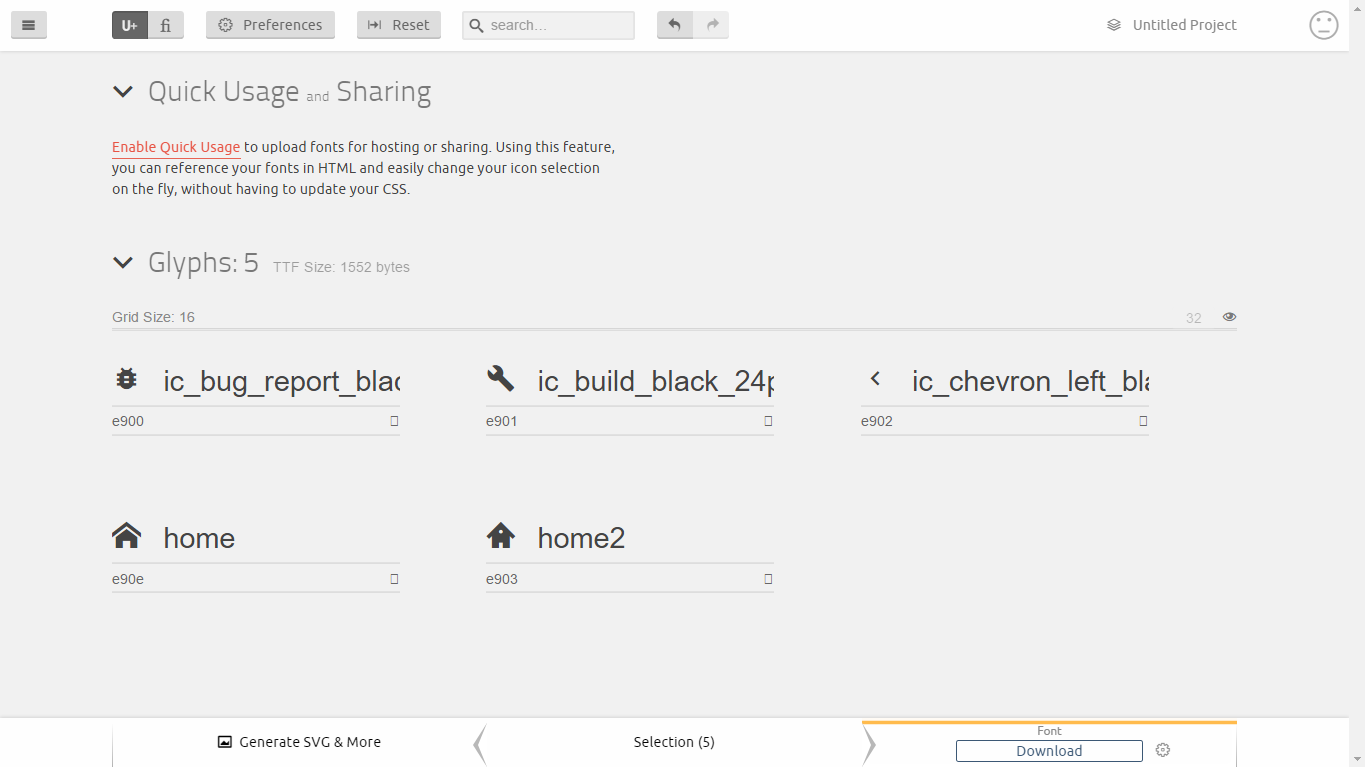 U+ fi Preferences Reset search... Untitled Project
Quick Usage and Sharing
Enable Quick Usage to upload fonts for hosting or sharing. Using this feature,
you can reference your fonts in HTML and easily change your icon selection
on the fly, without having to update your CSS.
Glyphs: 5 TTF Size: 1552 bytes
Grid Size: 16 32
ic_bug_report_blac ic_build_black_24p ic_chevron_left_bla
e900 e901 e902
home home2
e90e e903
Generate SVG & More Selection (5) Font
Download